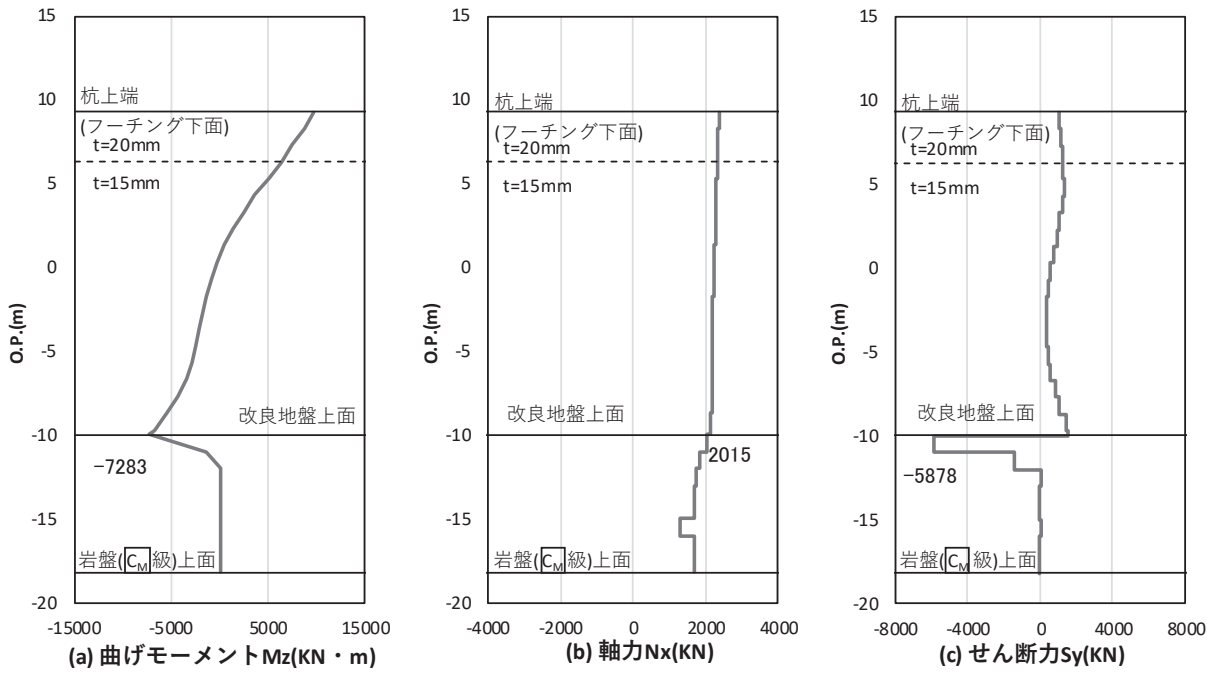 15
10
5
0
-5
-10
-15
-20
O.P.(m)
杭上端
(フーチング下面)
t=20mm
t=15mm
改良地盤上面
−7283
岩盤(CM級)上面
-15000 -5000 5000 15000
(a) 曲げモーメントMz(KN・m)
15
10
5
0
-5
-10
-15
-20
O.P.(m)
杭上端
(フーチング下面)
t=20mm
t=15mm
改良地盤上面
2015
岩盤(CM級)上面
-4000 -2000 0 2000 4000
(b) 軸力Nx(KN)
15
10
5
0
-5
-10
-15
-20
O.P.(m)
杭上端
(フーチング下面)
t=20mm
t=15mm
改良地盤上面
−5878
岩盤(CM級)上面
-8000 -4000 0 4000 8000
(c) せん断力Sy(KN)